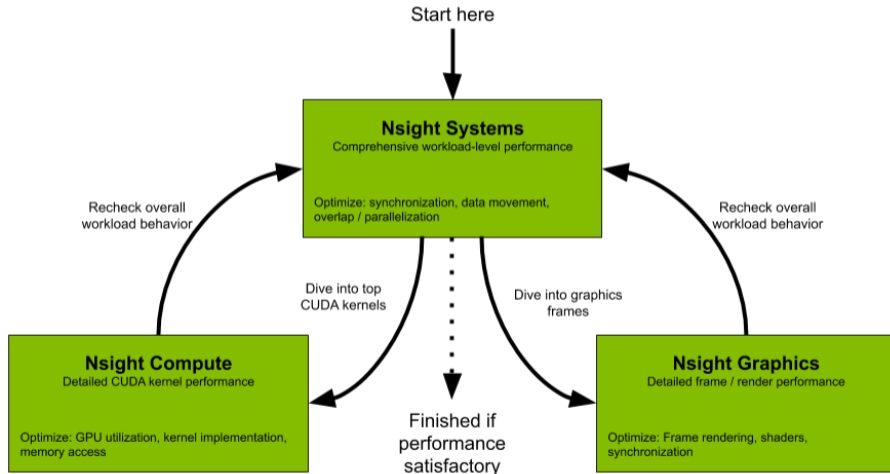 Start here
Nsight Systems
Comprehensive workload-level performance
Optimize: synchronization, data movement,
overlap / parallelization
Recheck overall
workload behavior
Recheck overall
workload behavior
Dive into top
CUDA kernels
Dive into graphics
frames
Nsight Compute
Detailed CUDA kernel performance
Optimize: GPU utilization, kernel implementation,
memory access
Finished if
performance
satisfactory
Nsight Graphics
Detailed frame / render performance
Optimize: Frame rendering, shaders,
synchronization